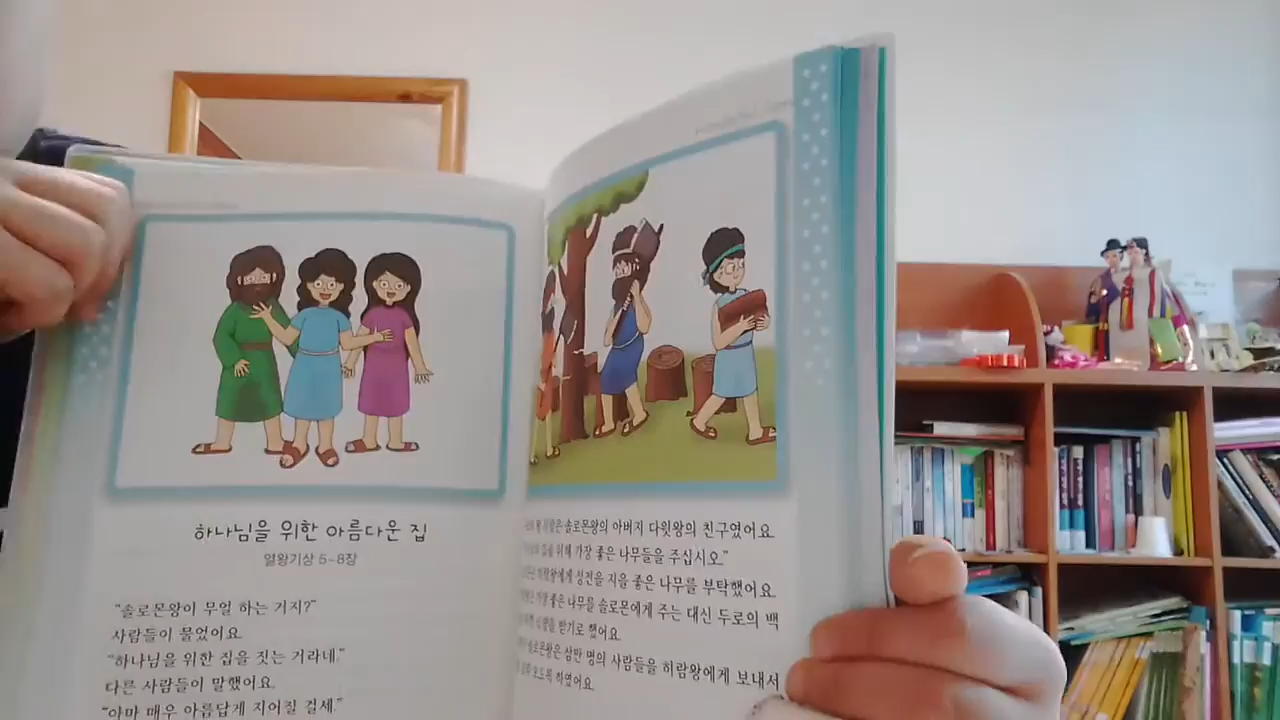 하나님을 위한 아름다운 집
열왕기상 5~8장
"솔로몬왕이 무얼 하는 거지?"
사람들이 물었어요.
"하나님을 위한 집을 짓는 거라네."
다른 사람들이 말했어요.
"아마 매우 아름답게 지어질 걸세."
솔로몬왕의 아버지 다윗왕의 친구였어요.
위해 가장 좋은 나무들을 주십시오."
성전을 지을 좋은 나무를 부탁했어요.
가장 좋은 나무를 솔로몬에게 주는 대신 두로의 백
받기로 했어요.
솔로몬왕은 삼만 명의 사람들을 히람왕에게 보내서
하였어요.